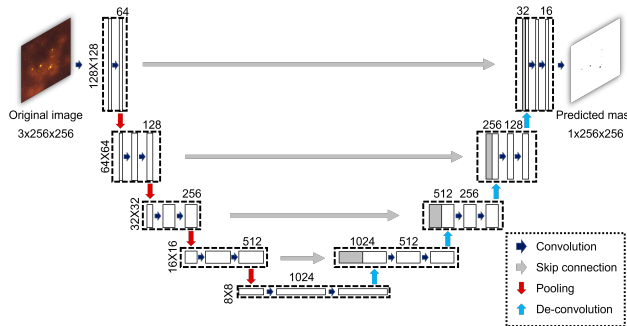 64
32 16
128X128
Original image
3x256x256
Predicted mas
1x256x256
128
64X64
256 128
256
32X32
512 256
512
16X16
1024 512
1024
8X8
Convolution
Skip connection
Pooling
De-convolution